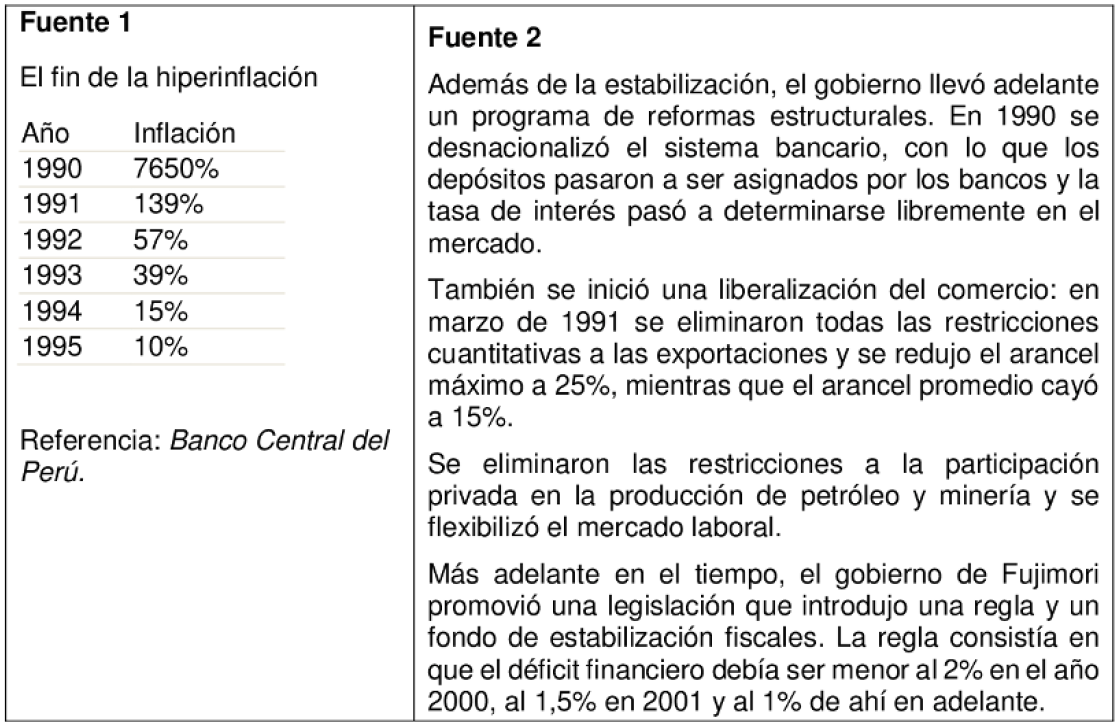 Fuente 1
El fin de la hiperinflación
Año Inflación
1990 7650%
1991 139%
1992 57%
1993 39%
1994 15%
1995 10%
Referencia: Banco Central del
Perú.
Fuente 2
Además de la estabilización, el gobierno llevó adelante
un programa de reformas estructurales. En 1990 se
desnacionalizó el sistema bancario, con lo que los
depósitos pasaron a ser asignados por los bancos y la
tasa de interés pasó a determinarse libremente en el
mercado.
También se inició una liberalización del comercio: en
marzo de 1991 se eliminaron todas las restricciones
cuantitativas a las exportaciones y se redujo el arancel
máximo a 25%, mientras que el arancel promedio cayó
a 15%.
Se eliminaron las restricciones a la participación
privada en la producción de petróleo y minería y se
flexibilizó el mercado laboral.
Más adelante en el tiempo, el gobierno de Fujimori
promovió una legislación que introdujo una regla y un
fondo de estabilización fiscales. La regla consistía en
que el déficit financiero debía ser menor al 2% en el año
2000, al 1,5% en 2001 y al 1% de ahí en adelante.